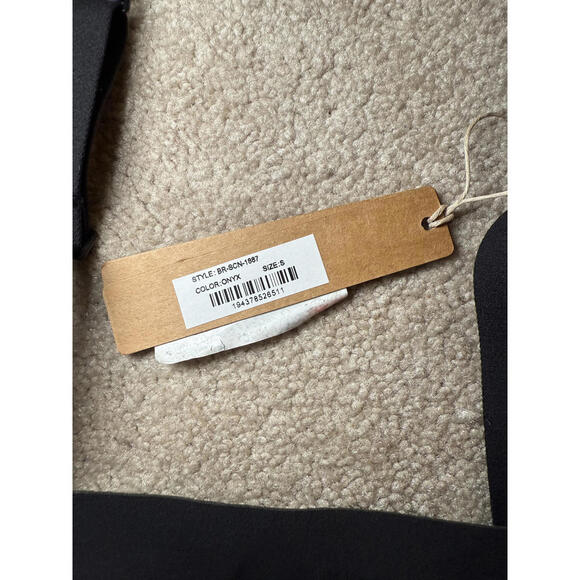 STYLE: BR-SCN-1887
COLOR:ONYX SIZE:S
194378526511